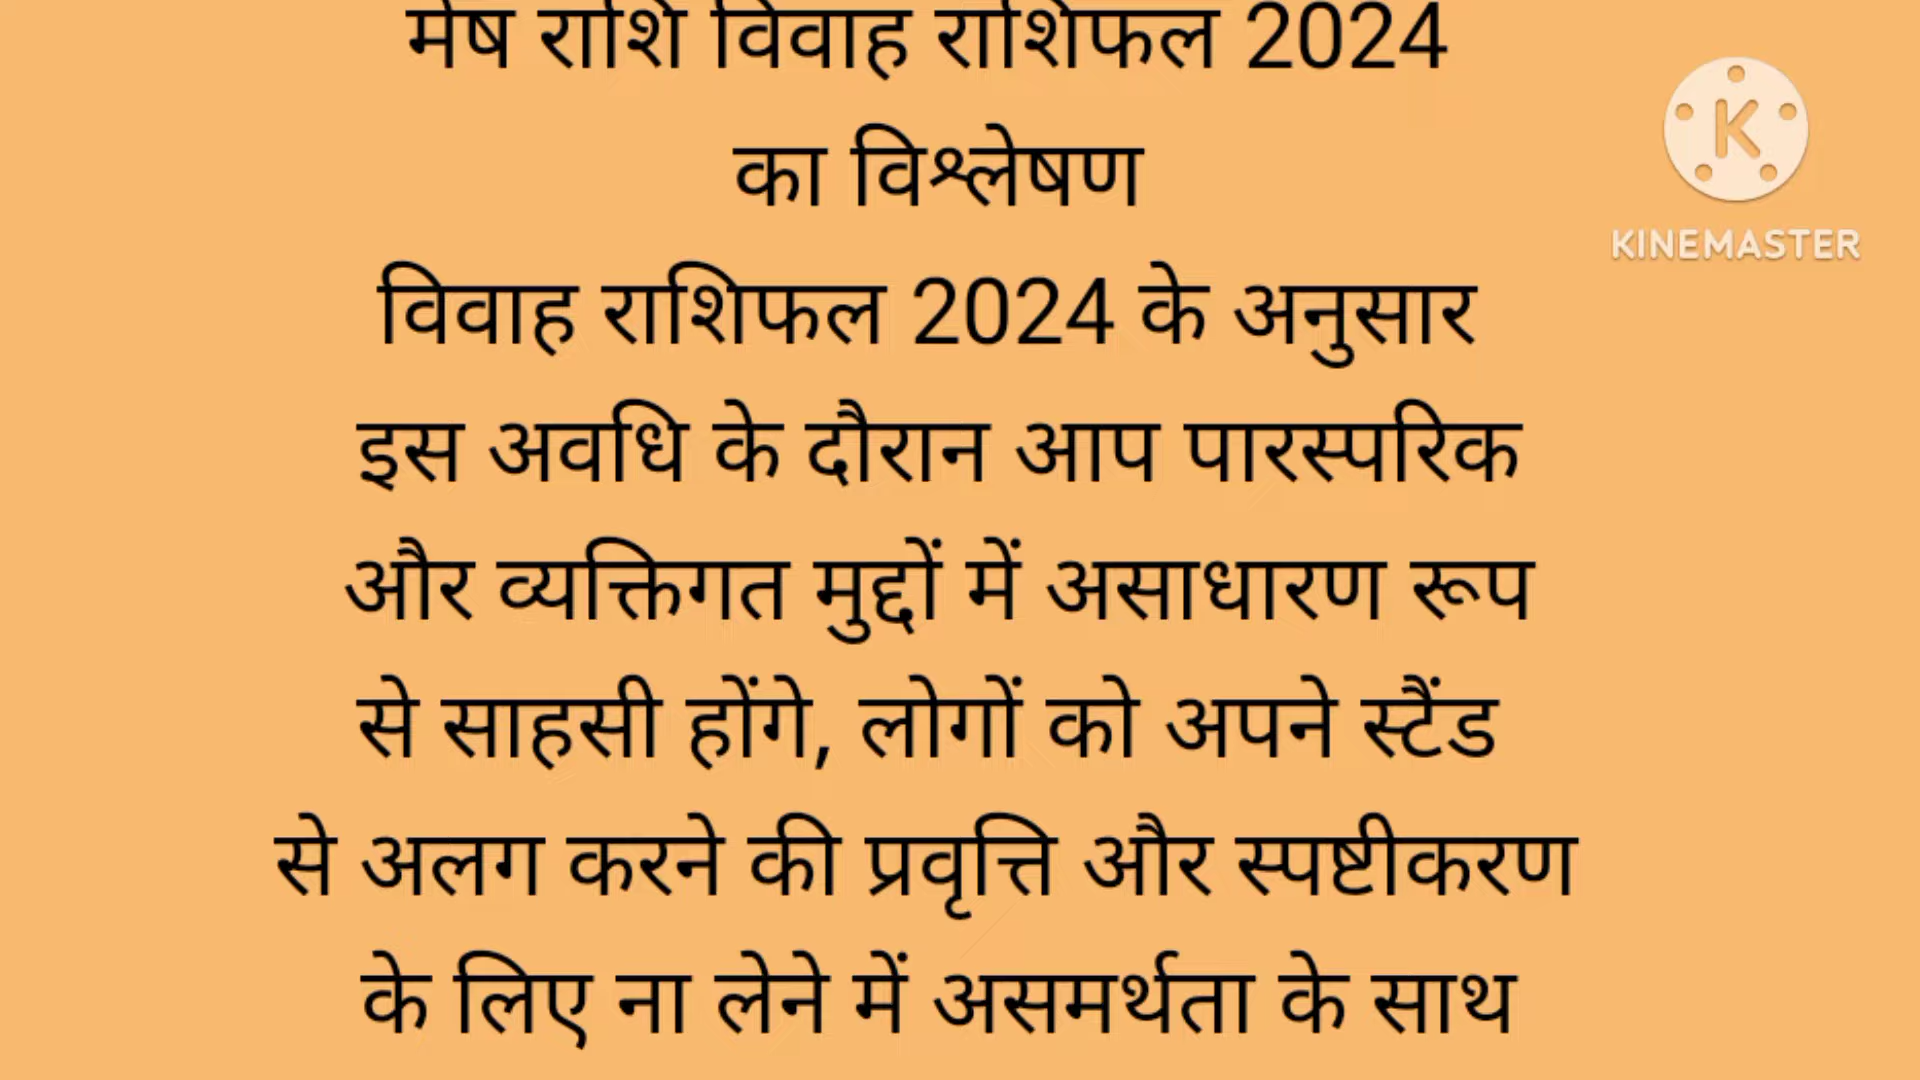 मेष राशि विवाह राशिफल 2024
का विश्लेषण
विवाह राशिफल 2024 के अनुसार
इस अवधि के दौरान आप पारस्परिक
और व्यक्तिगत मुद्दों में असाधारण रूप
से साहसी होंगे, लोगों को अपने स्टैंड
से अलग करने की प्रवृत्ति और स्पष्टीकरण
के लिए ना लेने में असमर्थता के साथ
K
KINEMASTER